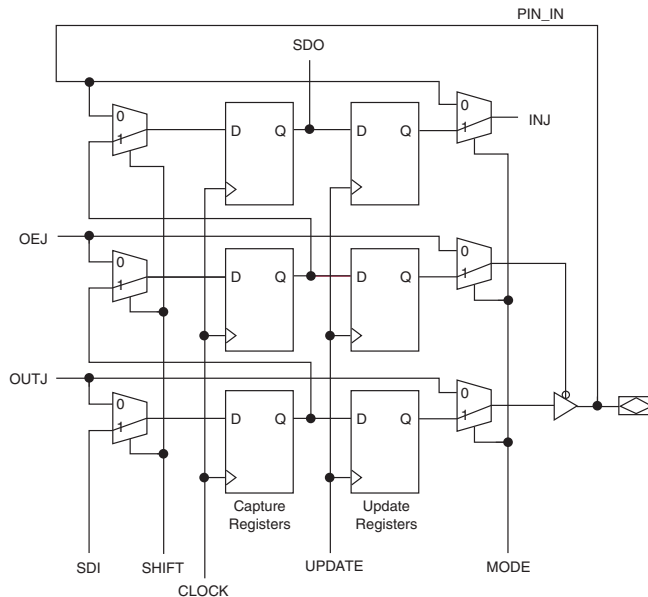 PIN_IN
SDO
0
1
D Q
D Q
0
1
INJ
OEJ
0
1
D Q
D Q
0
1
OUTJ
0
1
D Q
D Q
0
1
Capture
Registers
Update
Registers
SDI
SHIFT
CLOCK
UPDATE
MODE